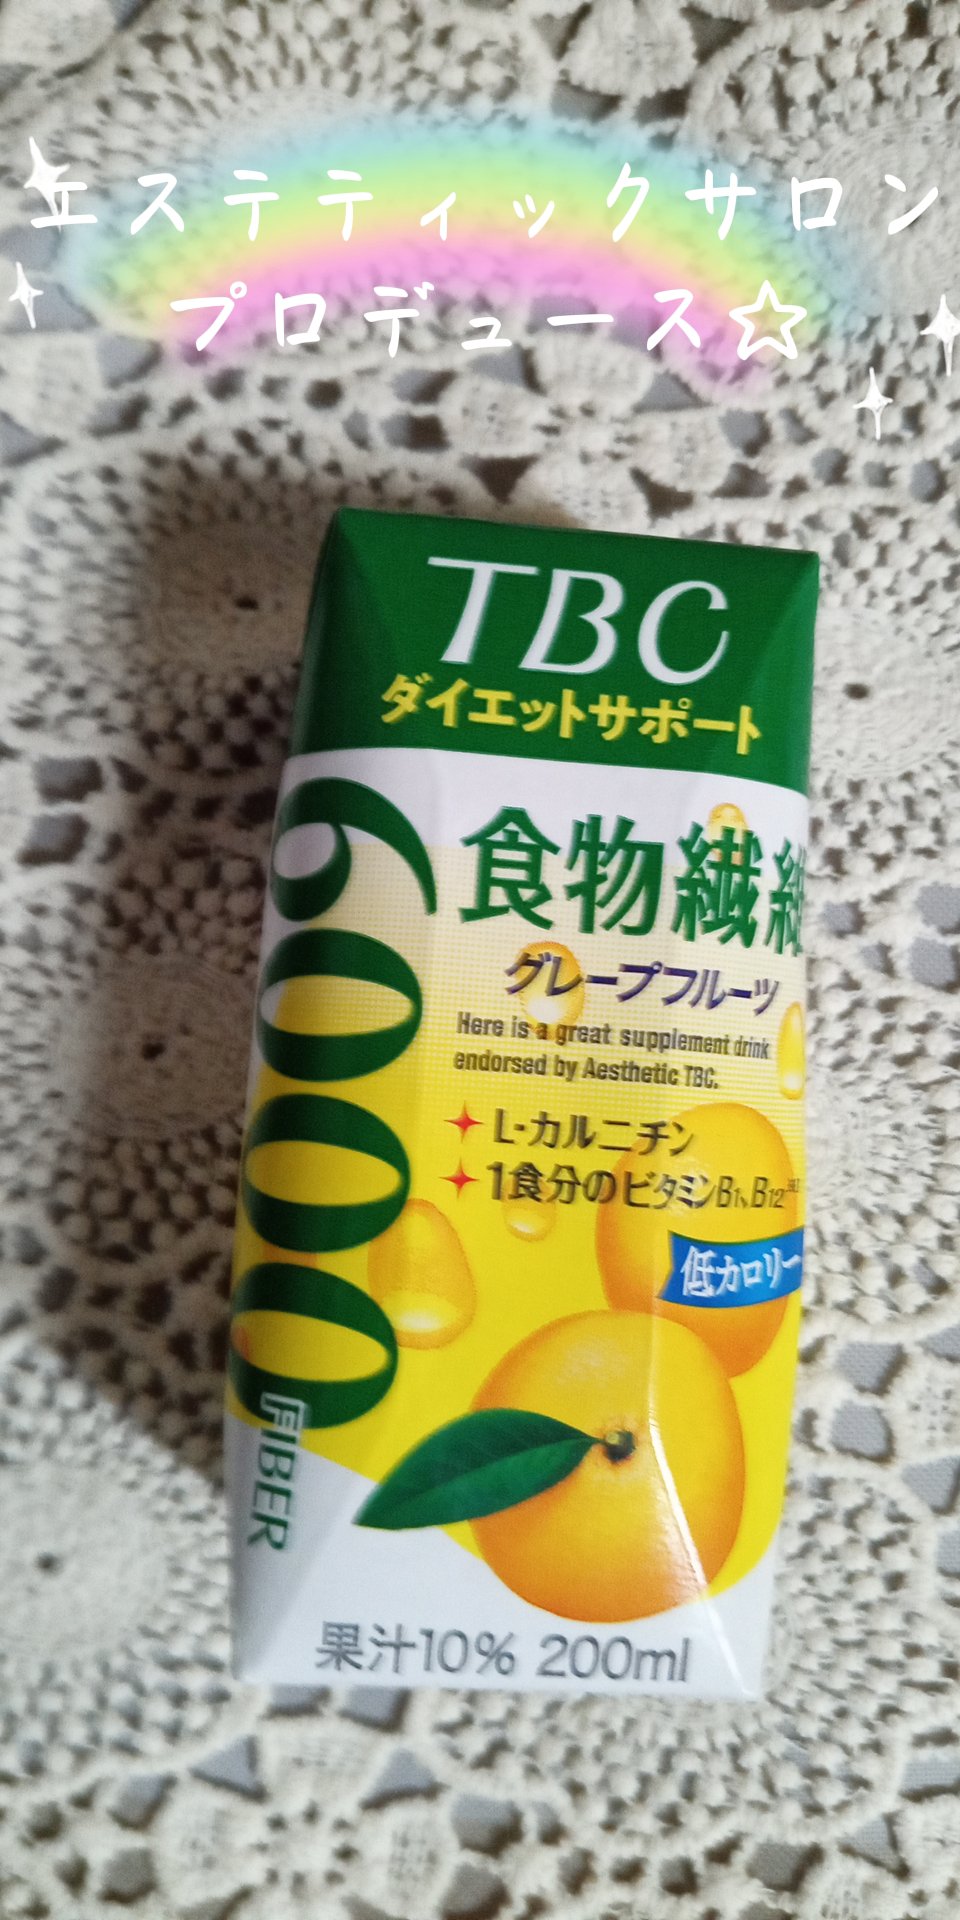 エステティックサロン
プロデュース☆
TBC
ダイエットサポート
食物繊維
6000
FIBER
グレープフルーツ
Here is a great supplement drink
endorsed by Aesthetic TBC.
L・カルニチン
1食分のビタミンB1、B12
低カロリー
果汁10% 200ml